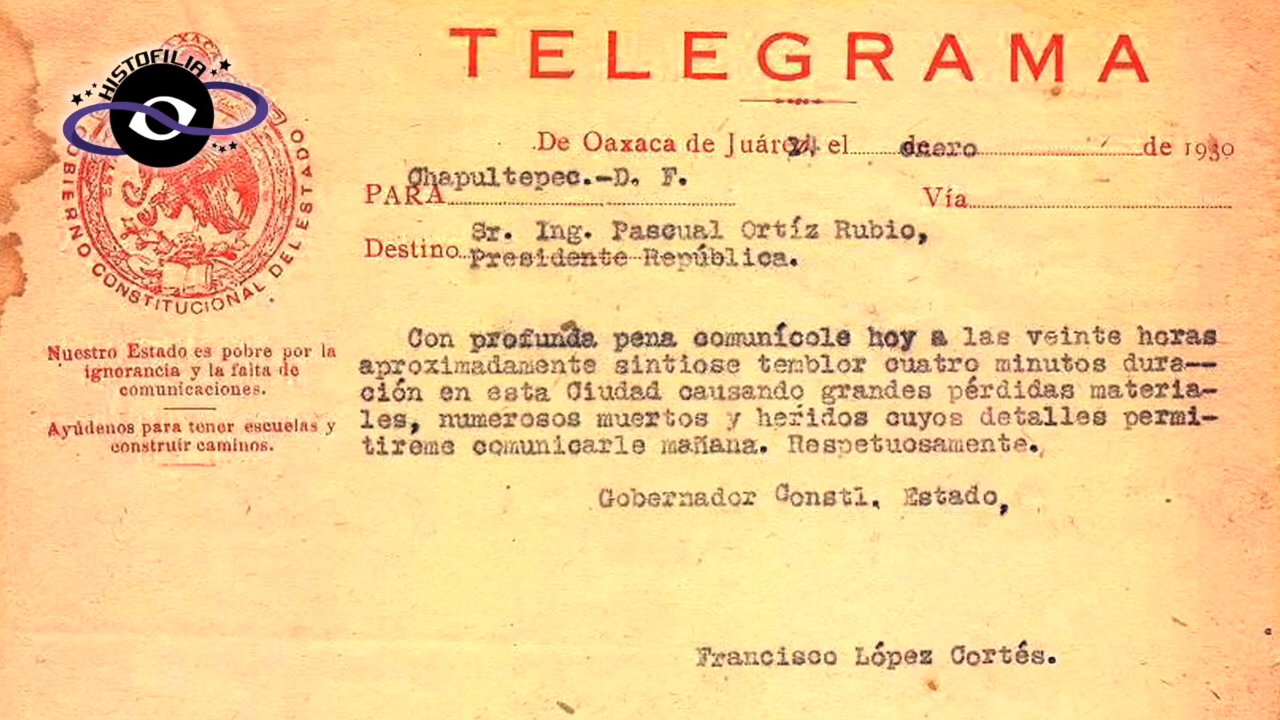 HISTOFILIA
TELEGRAMA
De Oaxaca de Juárez el enero de 1930
Chapultepec.-D. F.
PARA Vía
Sr. Ing. Pascual Ortíz Rubio,
Destino
Presidente República.
GOBIERNO CONSTITUCIONAL DEL ESTADO
Nuestro Estado es pobre por la
ignorancia y la falta de
comunicaciones.
Ayúdenos para tener escuelas y
construir caminos.
Con profunda pena comunícole hoy a las veinte horas
aproximadamente sintiose temblor cuatro minutos dura--
ción en esta Ciudad causando grandes pérdidas materia-
les, numerosos muertos y heridos cuyos detalles permi-
tireme comunicarle mañana. Respetuosamente.
Gobernador Constl. Estado,
Francisco López Cortés.